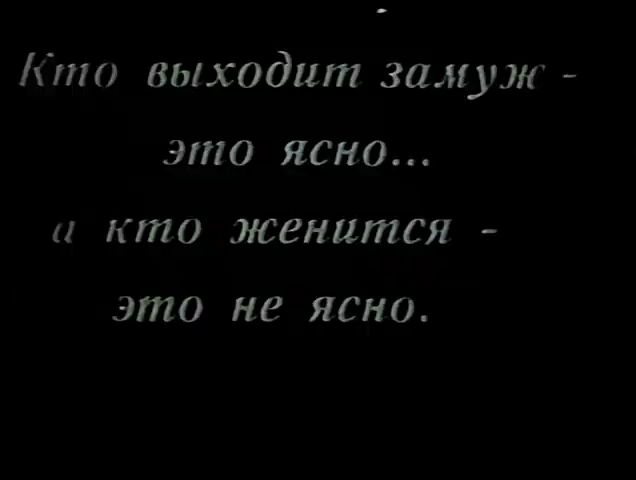 Кто выходит замуж -
это ясно...
а кто женится -
это не ясно.